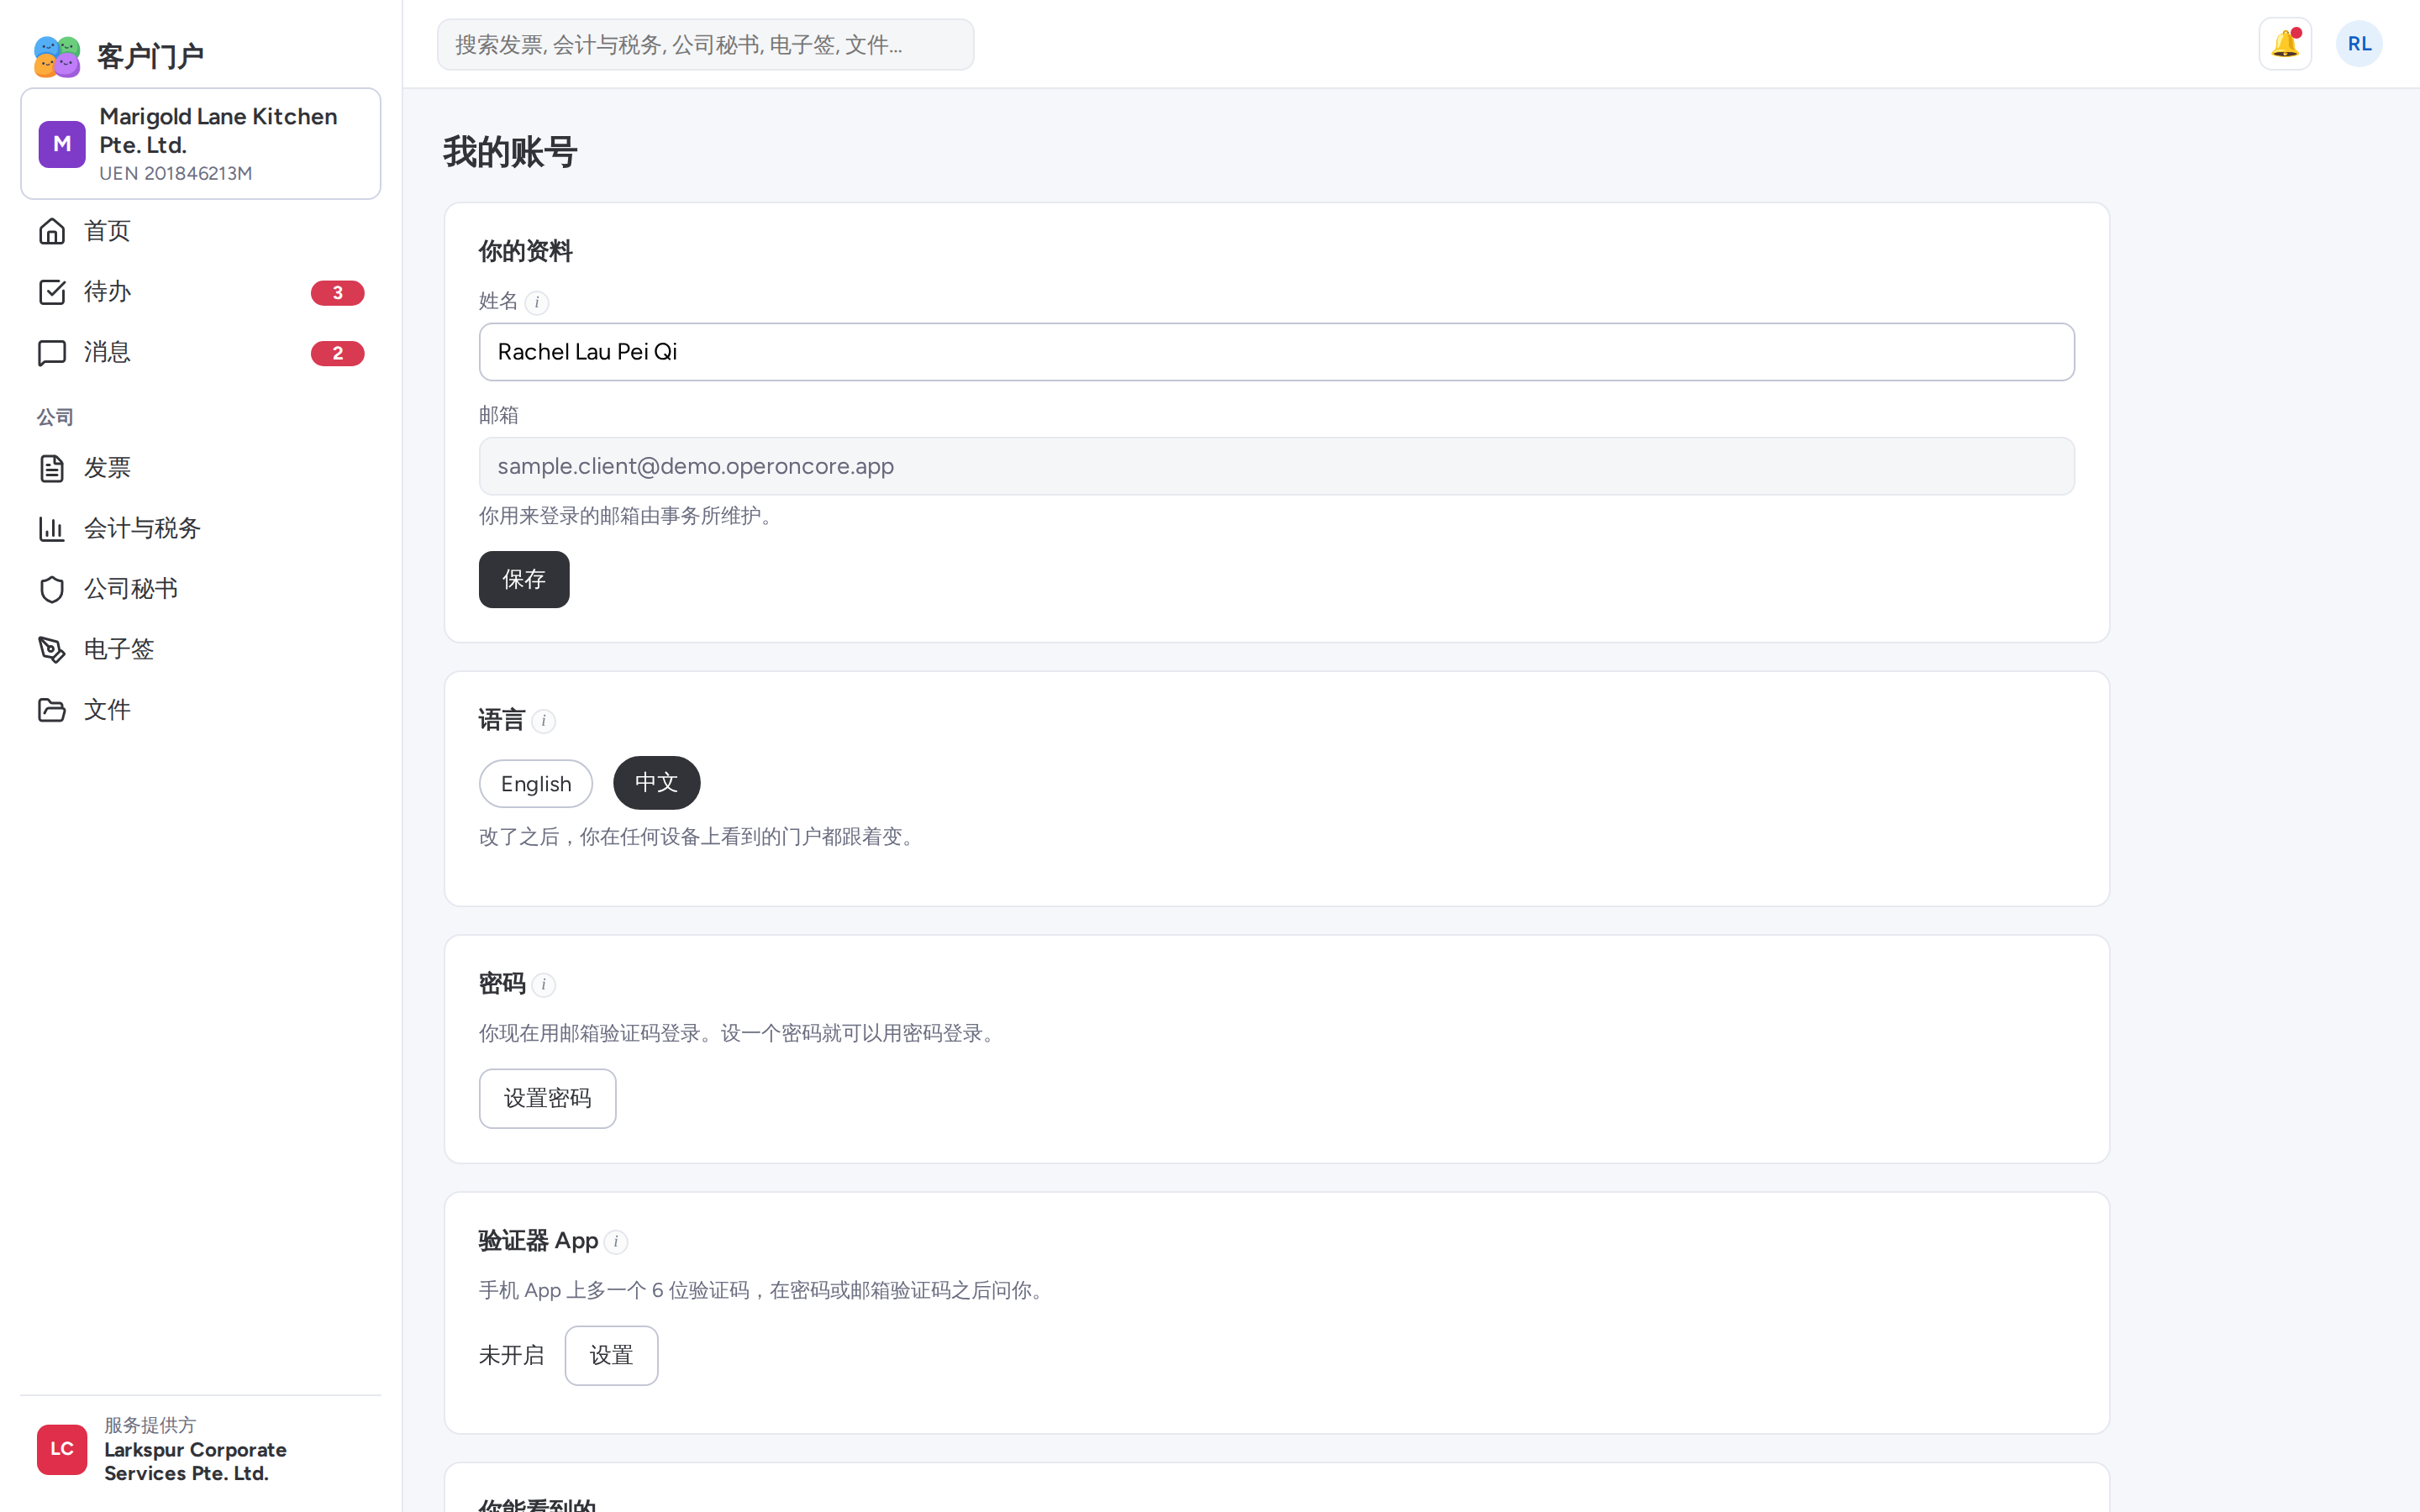 客户门户
M
Marigold Lane Kitchen
Pte. Ltd.
UEN 201846213M
首页
待办 3
消息 2
公司
发票
会计与税务
公司秘书
电子签
文件
LC
服务提供方
Larkspur Corporate
Services Pte. Ltd.
搜索发票, 会计与税务, 公司秘书, 电子签, 文件...
RL
我的账号
你的资料
姓名 i
Rachel Lau Pei Qi
邮箱
sample.client@demo.operoncore.app
你用来登录的邮箱由事务所维护。
保存
语言 i
English 中文
改了之后，你在任何设备上看到的门户都跟着变。
密码 i
你现在用邮箱验证码登录。设一个密码就可以用密码登录。
设置密码
验证器 App i
手机 App 上多一个 6 位验证码，在密码或邮箱验证码之后问你。
未开启 设置
你能看到的